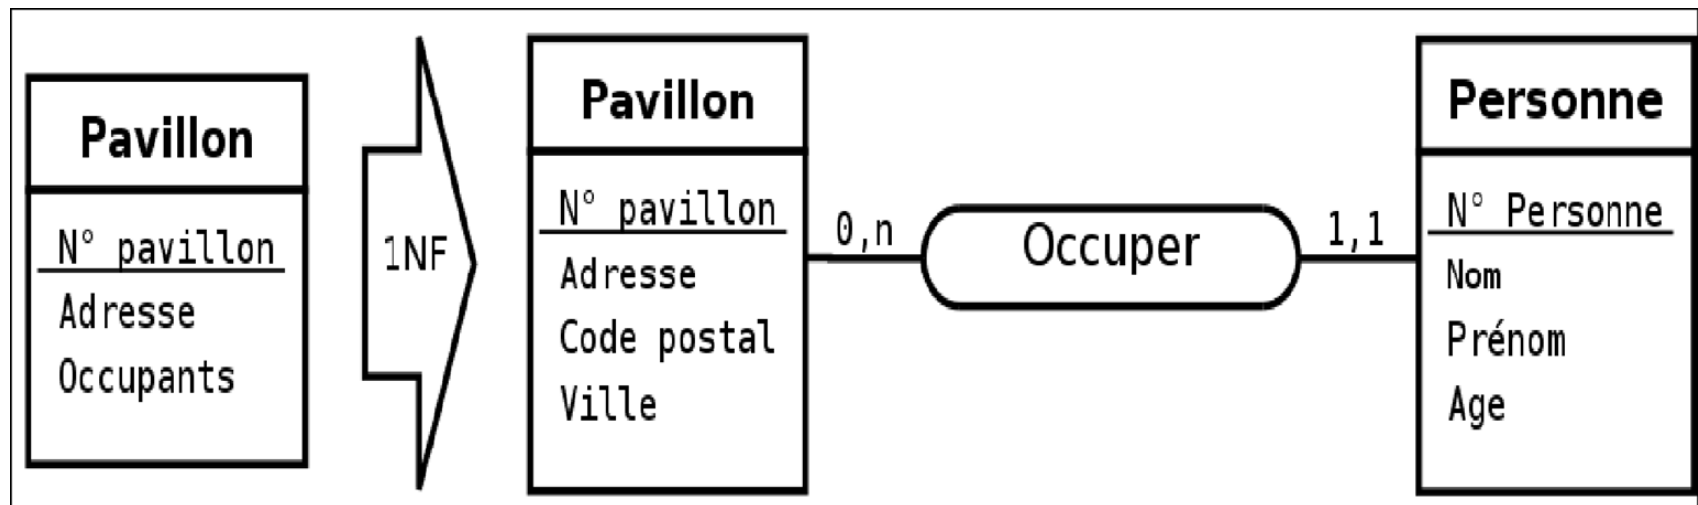 Pavillon
N° pavillon
Adresse
Occupants
1NF
Pavillon
N° pavillon
Adresse
Code postal
Ville
0,n
Occuper
1,1
Personne
N° Personne
Nom
Prénom
Age